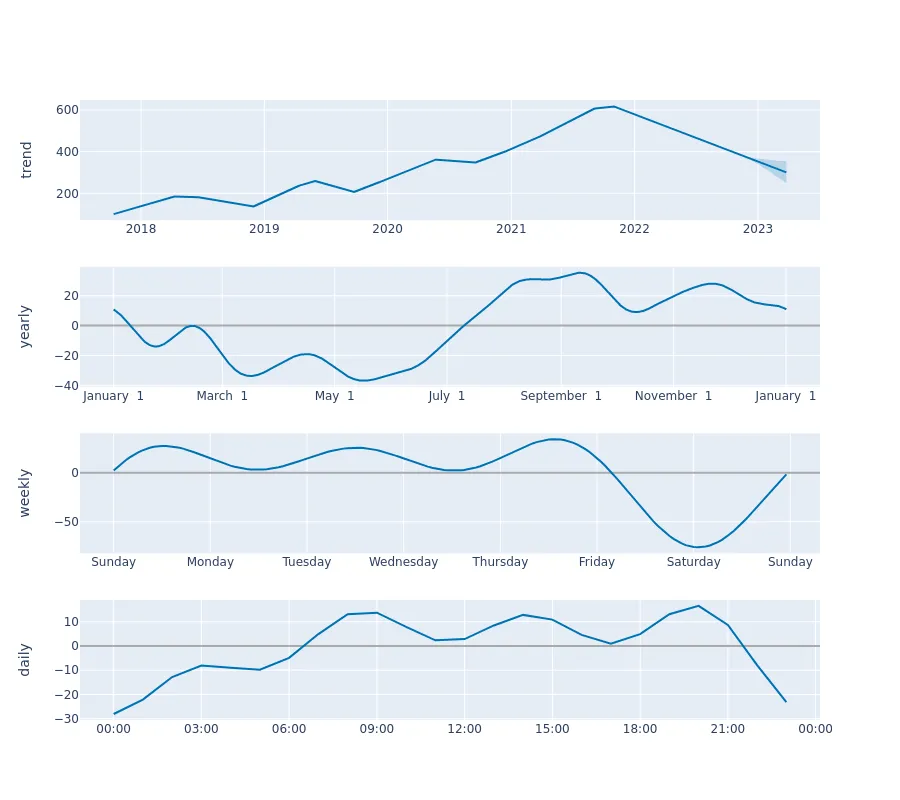 trend
600
400
200
2018 2019 2020 2021 2022 2023
yearly
20
0
−20
−40
January 1 March 1 May 1 July 1 September 1 November 1 January 1
weekly
0
−50
Sunday Monday Tuesday Wednesday Thursday Friday Saturday Sunday
daily
10
0
−10
−20
−30
00:00 03:00 06:00 09:00 12:00 15:00 18:00 21:00 00:00